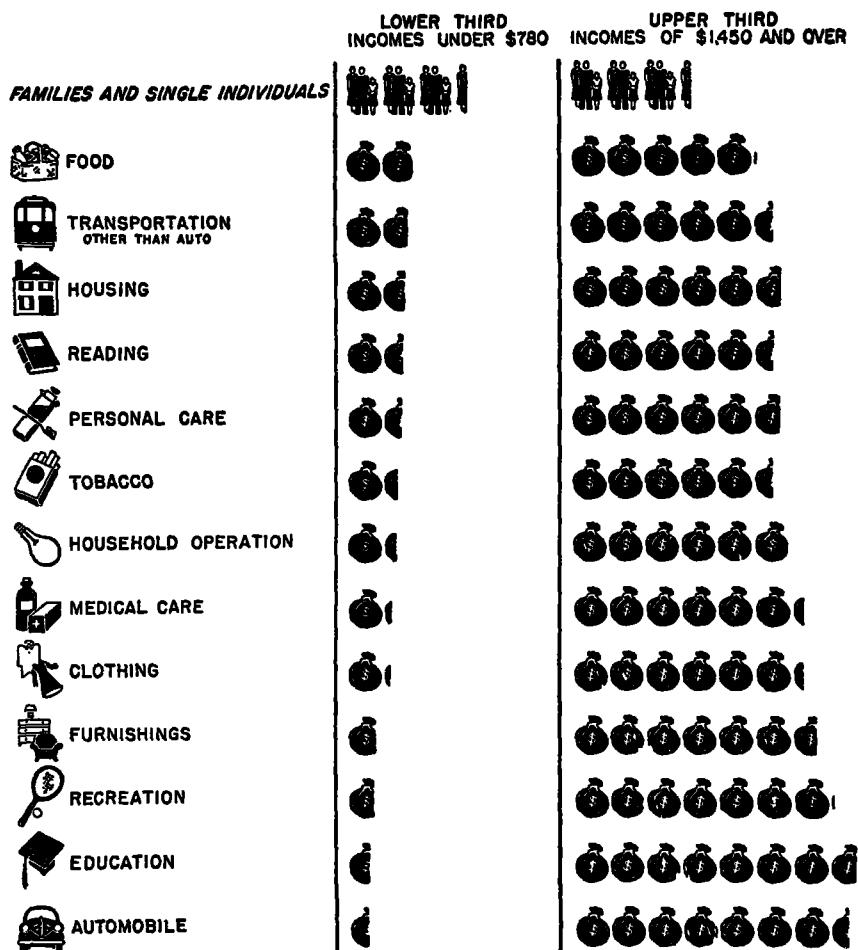 LOWER THIRD
INCOMES UNDER $780
UPPER THIRD
INCOMES OF $1,450 AND OVER
FAMILIES AND SINGLE INDIVIDUALS
FOOD
TRANSPORTATION
OTHER THAN AUTO
HOUSING
READING
PERSONAL CARE
TOBACCO
HOUSEHOLD OPERATION
MEDICAL CARE
CLOTHING
FURNISHINGS
RECREATION
EDUCATION
AUTOMOBILE